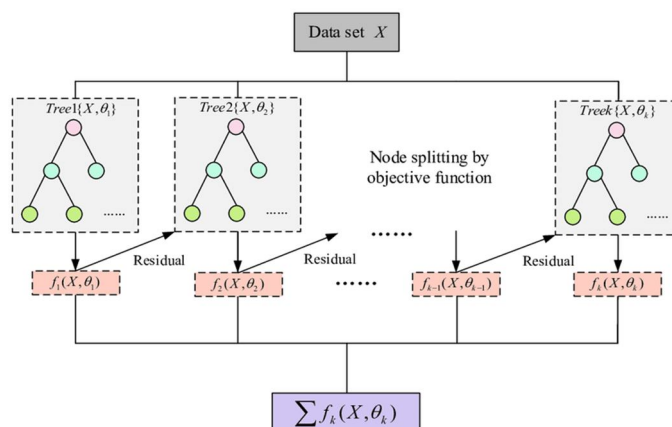 Data set X
Tree1{X,θ₁}
Tree2{X,θ₂}
Treek{X,θₖ}
Node splitting by
objective function
......
......
......
......
Residual
Residual
Residual
f₁(X,θ₁)
f₂(X,θ₂)
......
fₖ₋₁(X,θₖ₋₁)
fₖ(X,θₖ)
∑fₖ(X,θₖ)